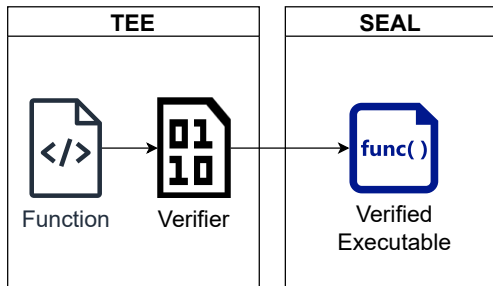 TEE
SEAL
</>
01
10
func()
Function
Verifier
Verified
Executable